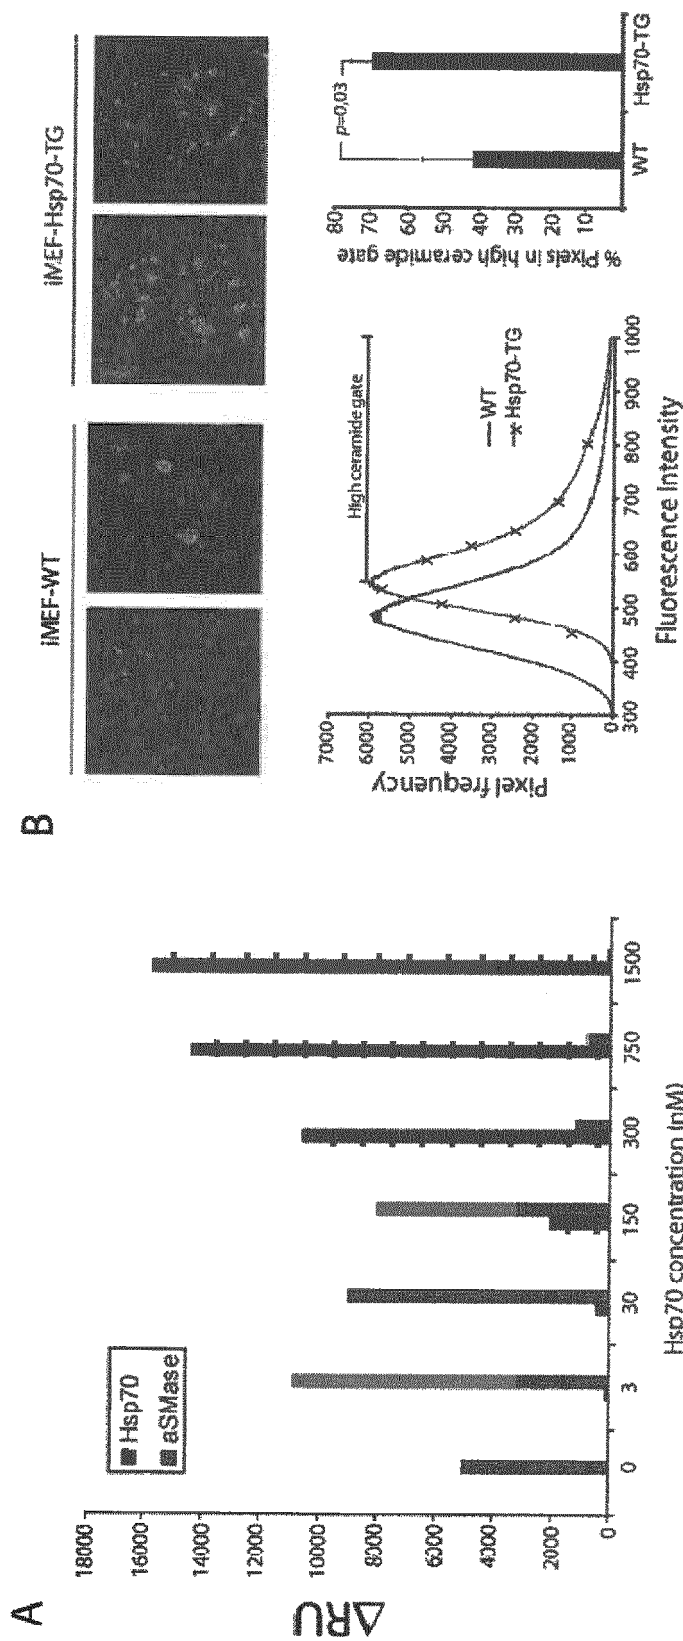 A
ΔRU
18000
16000
14000
12000
10000
8000
6000
4000
2000
0
Hsp70
aSMase
0
3
30
150
300
750
1500
Hsp70 concentration (nM)
B
iMEF-WT
iMEF-Hsp70-TG
Pixel frequency
7000
6000
5000
4000
3000
2000
1000
0
High ceramide gate
WT
Hsp70-TG
300
400
500
600
700
800
900
1000
Fluorescence Intensity
% Pixels in high ceramide gate
80
70
60
50
40
30
20
10
p=0,03
WT
Hsp70-TG